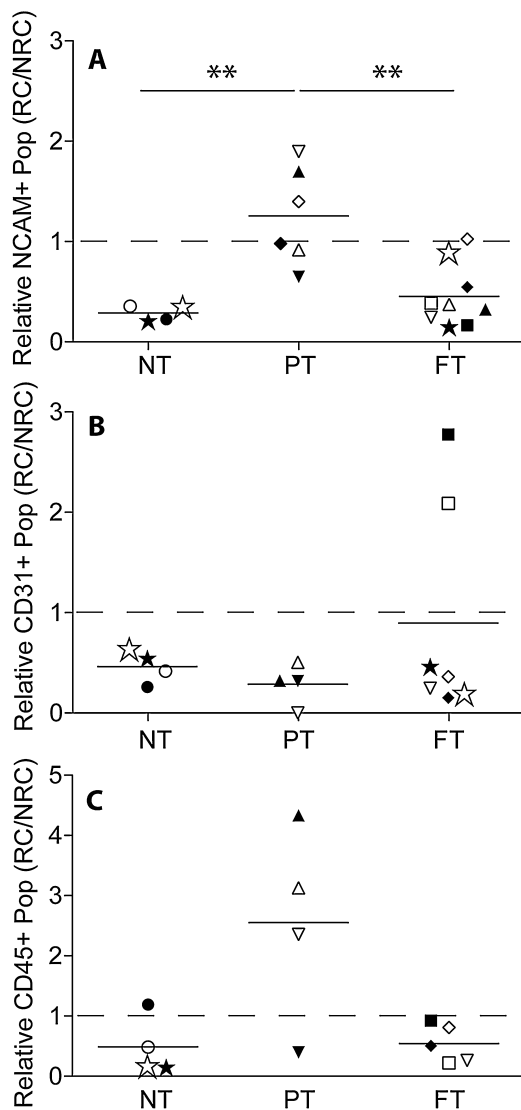 A
** **
Relative NCAM+ Pop (RC/NRC)
3
2
1
0
NT PT FT
B
Relative CD31+ Pop (RC/NRC)
3
2
1
0
NT PT FT
C
Relative CD45+ Pop (RC/NRC)
5
4
3
2
1
0
NT PT FT